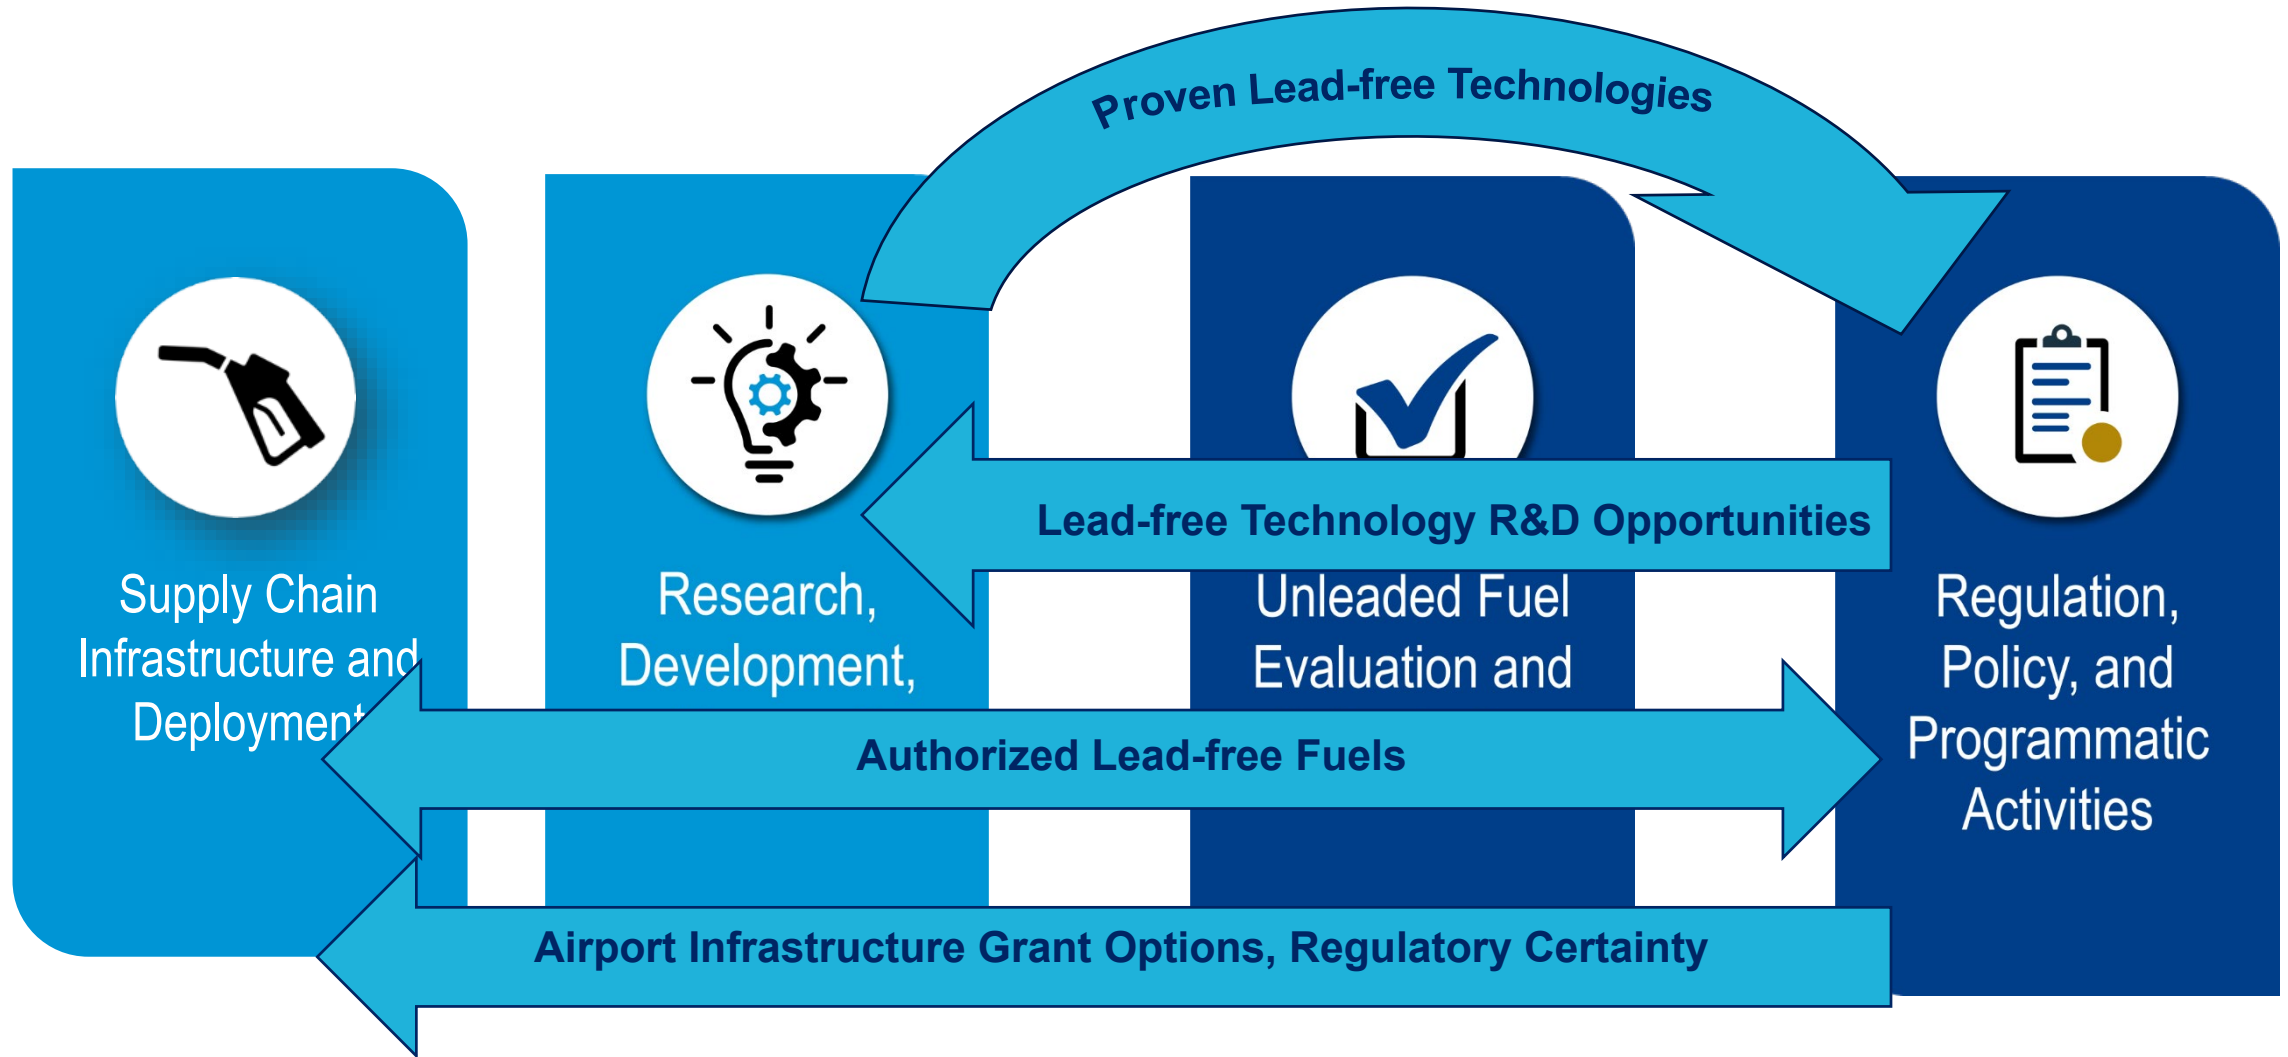 Proven Lead-free Technologies
Lead-free Technology R&D Opportunities
Supply Chain
Infrastructure and
Deployment
Research,
Development,
Unleaded Fuel
Evaluation and
Regulation,
Policy, and
Programmatic
Activities
Authorized Lead-free Fuels
Airport Infrastructure Grant Options, Regulatory Certainty